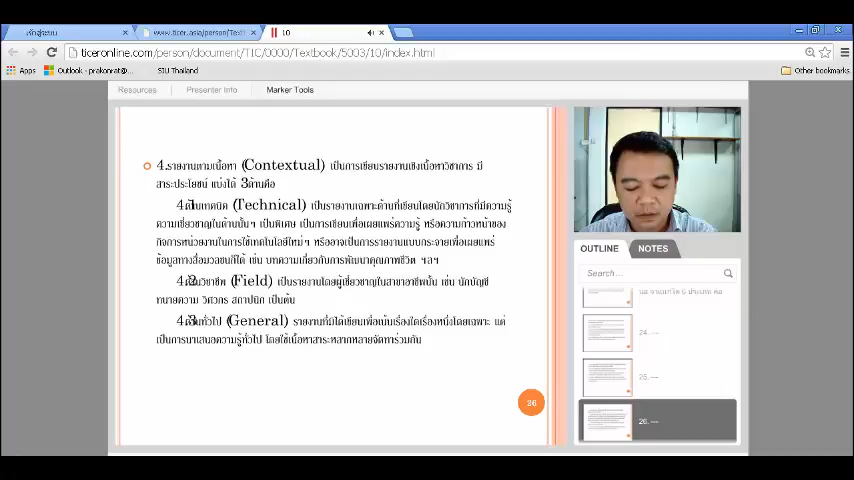 เข้าสู่ระบบ
www.ticer.asia/person/Text
10
ticeronline.com/person/document/TIC/0000/Textbook/5003/10/index.html
Apps
Outlook - prakonrat@...
SIU Thailand
Other bookmarks
Resources
Presenter Info
Marker Tools
4.รายงานตามเนื้อหา (Contextual) เป็นการเขียนรายงานเชิงเนื้อหาวิชาการ มี
สาระประโยชน์ แบ่งได้ 3ด้านคือ
4.1ด้านเทคนิค (Technical) เป็นรายงานเฉพาะด้านที่เขียนโดยนักวิชาการที่มีความรู้
ความเชี่ยวชาญในด้านนั้นๆ เป็นพิเศษ เป็นการเขียนเพื่อเผยแพร่ความรู้ หรือความก้าวหน้าของ
กิจการหน่วยงานในการใช้เทคโนโลยีใหม่ๆ หรืออาจเป็นการรายงานแบบกระจายเพื่อเผยแพร่
ข้อมูลทางสื่อมวลชนก็ได้ เช่น บทความเกี่ยวกับการพัฒนาคุณภาพชีวิต ฯลฯ
4.2ด้านวิชาชีพ (Field) เป็นรายงานโดยผู้เชี่ยวชาญในสาขาอาชีพนั้น เช่น นักบัญชี
ทนายความ วิศวกร สถาปนิก เป็นต้น
4.3ด้านทั่วไป (General) รายงานที่มิได้เขียนเพื่อเน้นเรื่องใดเรื่องหนึ่งโดยเฉพาะ แต่
เป็นการนำเสนอความรู้ทั่วไป โดยใช้เนื้อหาสาระหลากหลายจัดทำร่วมกัน
26
OUTLINE
NOTES
Search...
24. ---
25. ---
26. ---